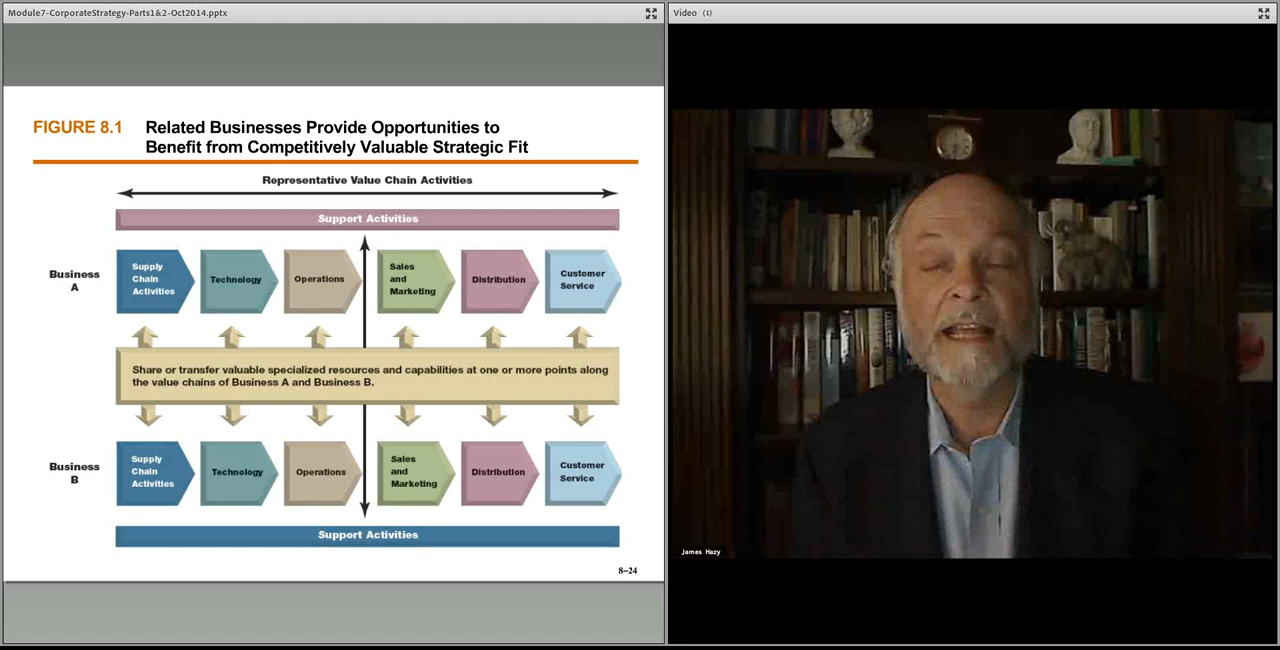 Module7-CorporateStrategy-Parts1&2-Oct2014.pptx
Video (1)
FIGURE 8.1
Related Businesses Provide Opportunities to
Benefit from Competitively Valuable Strategic Fit
Representative Value Chain Activities
Support Activities
Business
A
Supply
Chain
Activities
Technology
Operations
Sales
and
Marketing
Distribution
Customer
Service
Share or transfer valuable specialized resources and capabilities at one or more points along
the value chains of Business A and Business B.
Business
B
Supply
Chain
Activities
Technology
Operations
Sales
and
Marketing
Distribution
Customer
Service
Support Activities
8–24
James Hazy